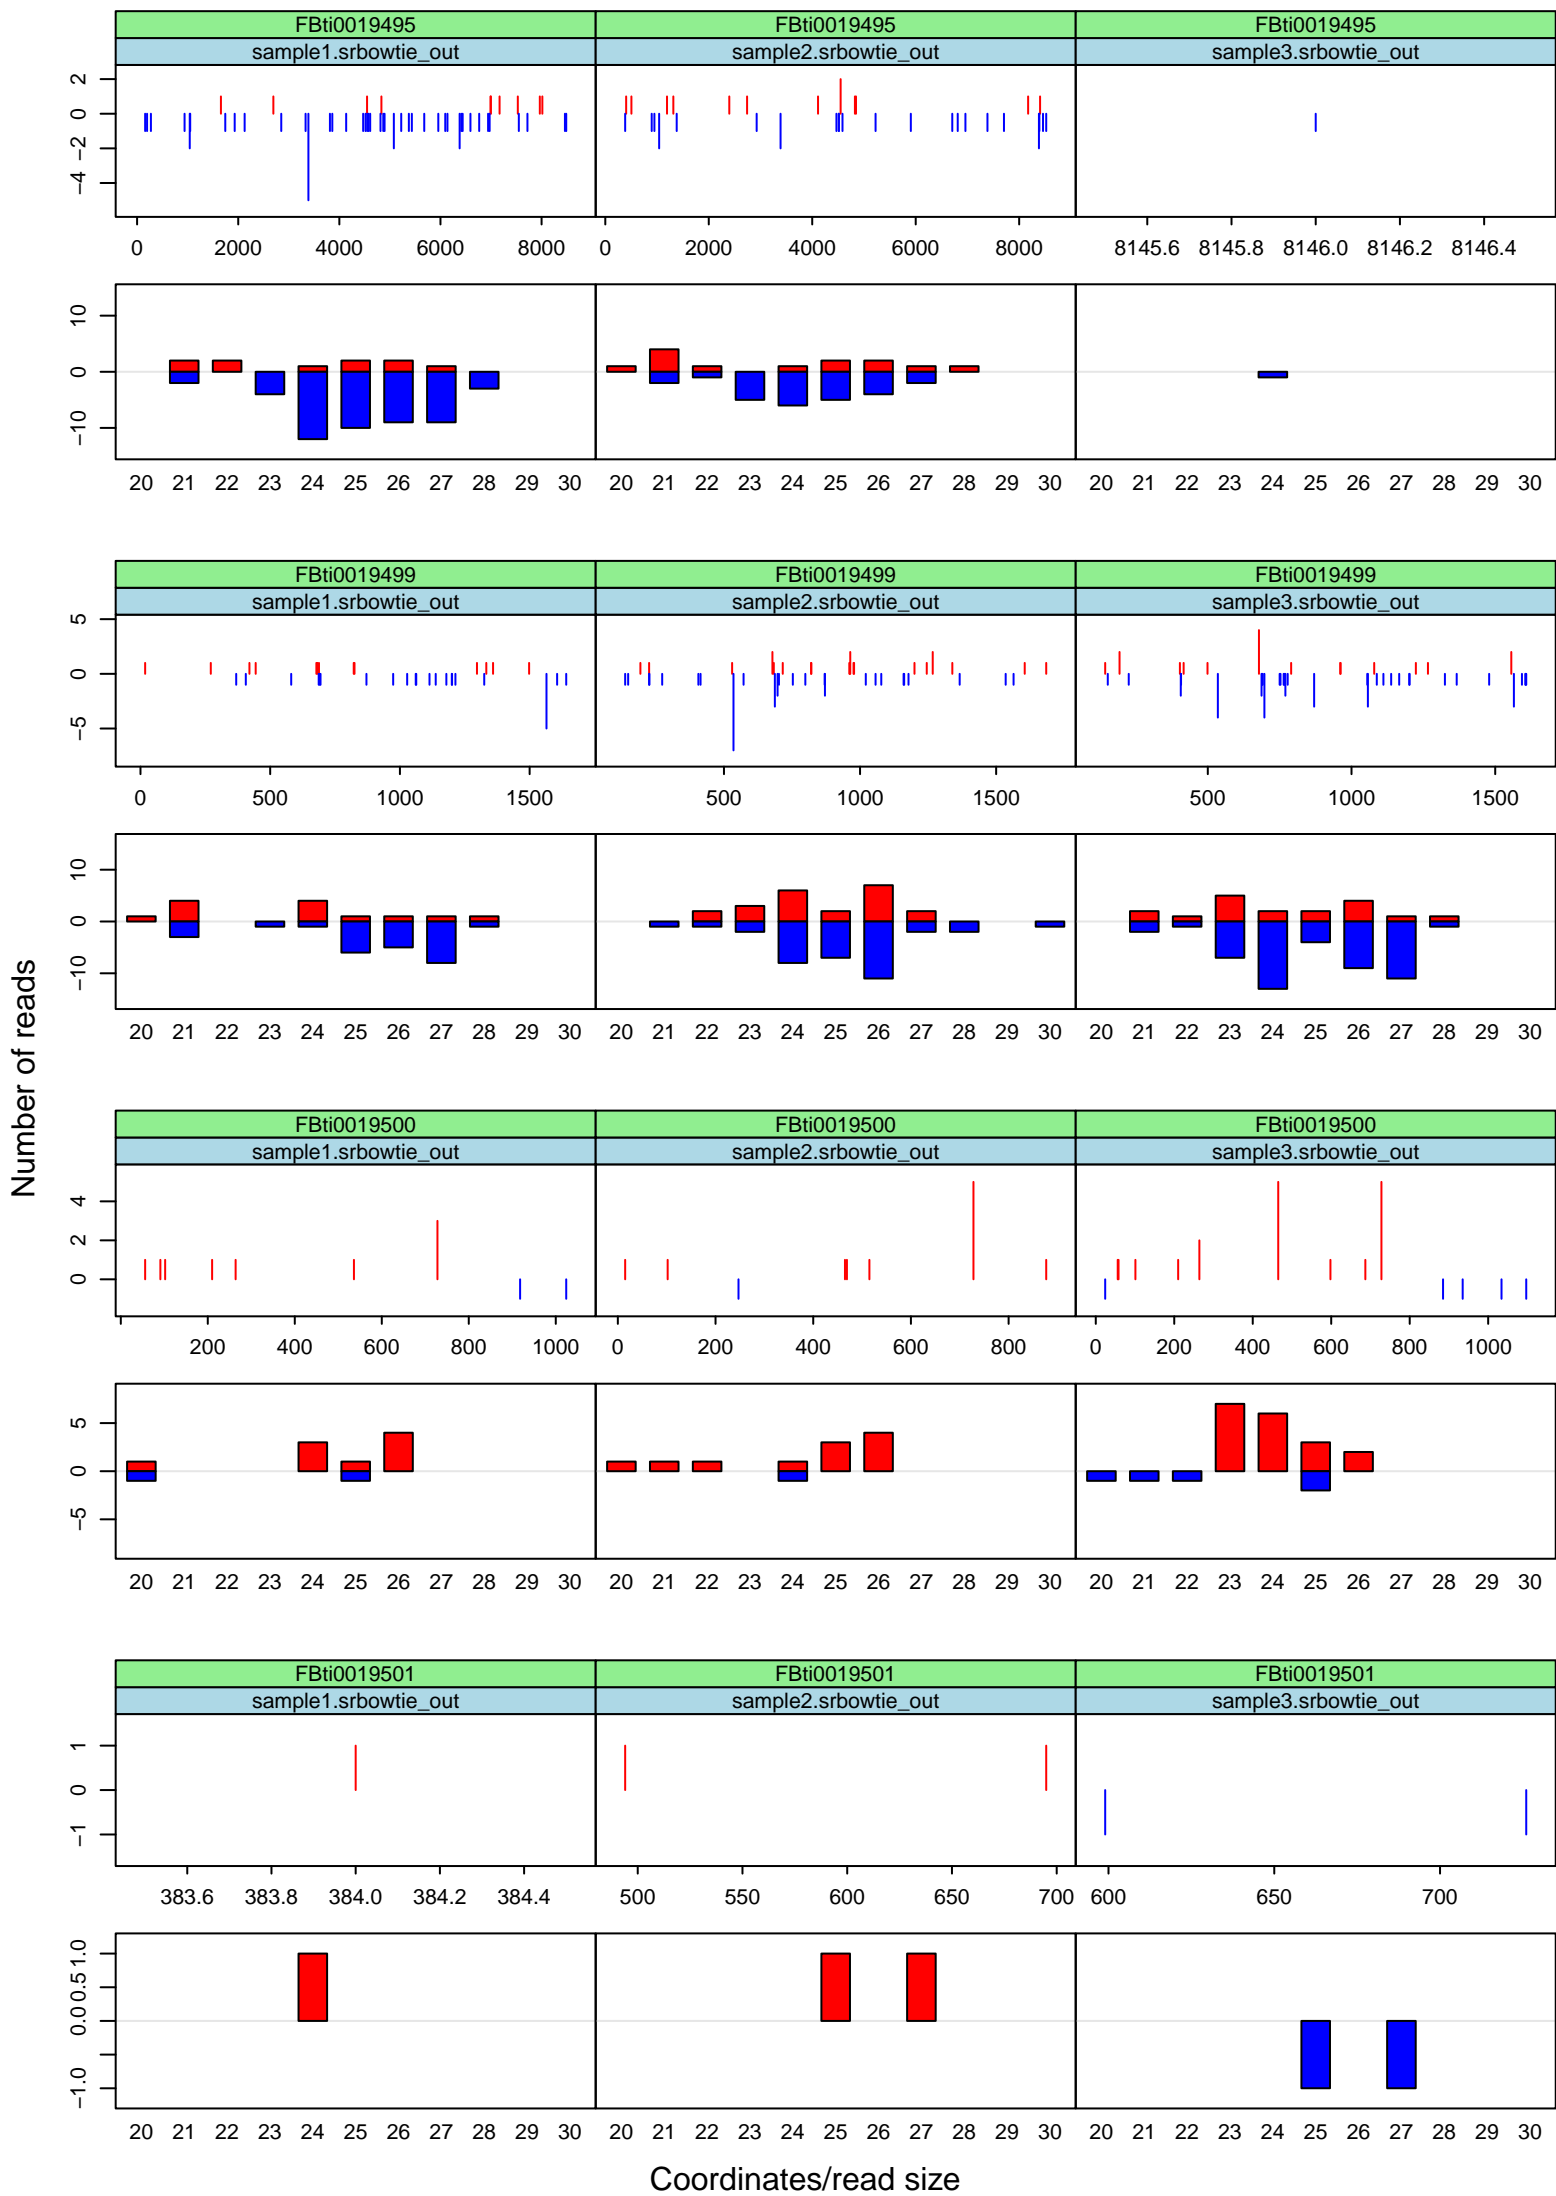 FBti0019495 FBti0019495 FBti0019495
sample1.srbowtie_out sample2.srbowtie_out sample3.srbowtie_out
2
0
−2
−4
0 2000 4000 6000 8000 0 2000 4000 6000 8000 8145.6 8145.8 8146.0 8146.2 8146.4
10
0
−10
20 21 22 23 24 25 26 27 28 29 30 20 21 22 23 24 25 26 27 28 29 30 20 21 22 23 24 25 26 27 28 29 30
FBti0019499 FBti0019499 FBti0019499
sample1.srbowtie_out sample2.srbowtie_out sample3.srbowtie_out
5
0
−5
0 500 1000 1500 500 1000 1500 500 1000 1500
10
0
−10
20 21 22 23 24 25 26 27 28 29 30 20 21 22 23 24 25 26 27 28 29 30 20 21 22 23 24 25 26 27 28 29 30
Number of reads
FBti0019500 FBti0019500 FBti0019500
sample1.srbowtie_out sample2.srbowtie_out sample3.srbowtie_out
4
2
0
200 400 600 800 1000 0 200 400 600 800 0 200 400 600 800 1000
5
0
−5
20 21 22 23 24 25 26 27 28 29 30 20 21 22 23 24 25 26 27 28 29 30 20 21 22 23 24 25 26 27 28 29 30
FBti0019501 FBti0019501 FBti0019501
sample1.srbowtie_out sample2.srbowtie_out sample3.srbowtie_out
1
0
−1
383.6 383.8 384.0 384.2 384.4 500 550 600 650 700 600 650 700
1.0
0.5
0.0
−1.0
20 21 22 23 24 25 26 27 28 29 30 20 21 22 23 24 25 26 27 28 29 30 20 21 22 23 24 25 26 27 28 29 30
Coordinates/read size